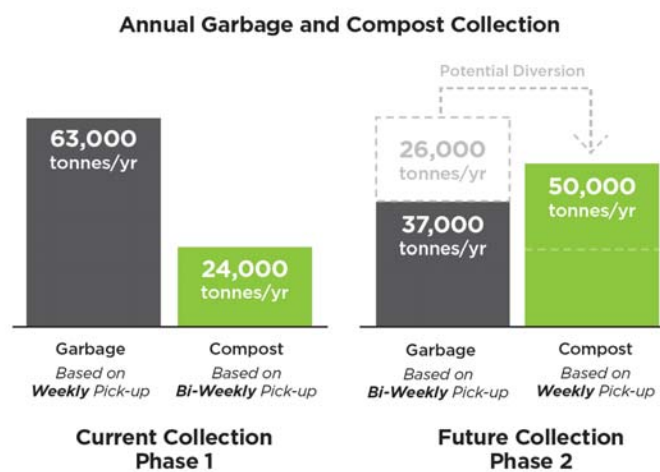 Annual Garbage and Compost Collection
63,000
tonnes/yr
24,000
tonnes/yr
Garbage
Based on
Weekly Pick-up
Compost
Based on
Bi-Weekly Pick-up
Current Collection
Phase 1
Potential Diversion
26,000
tonnes/yr
37,000
tonnes/yr
50,000
tonnes/yr
Garbage
Based on
Bi-Weekly Pick-up
Compost
Based on
Weekly Pick-up
Future Collection
Phase 2